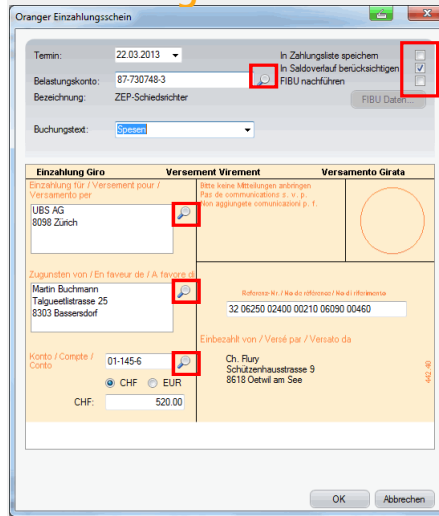 Oranger Einzahlungsschein
Temin: 22.03.2013
In Zahlungsliste speichern
In Saldoverlauf berücksichtigen
Belastungskonto: 87-730748-3
FIBU nachführen
Bezeichnung: ZEP-Schiedsrichter
FIBU Daten...
Buchungstext: Spesen
Einzahlung Giro Versement Virement Versamento Girata
Einzahlung für / Versement pour / Versamento per
UBS AG
8098 Zürich
Bitte keine Mitteilungen anbringen
Pas de communications s. v. p.
Non aggiungete comunicazioni p. f.
Zugunsten von / En faveur de / A favore di
Martin Buchmann
Talgueetlistrasse 25
8303 Bassersdorf
Referenz-Nr. / No de référence / No di riferimento
32 06250 02400 00210 06090 00460
Einbezahlt von / Versé par / Versato da
Konto / Compte / Conto 01-145-6
Ch. Flury
Schützenhausstrasse 9
8618 Oetwil am See
442.40
CHF EUR
CHF: 520.00
OK Abbrechen